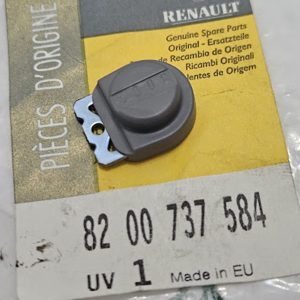 PIÈCES D'ORIGINE
RENAULT
Genuine Spare Parts
Original - Ersatzteile
de Recambio de Origen
Ricambi Originali
de Origem
82 00 737 584
UV 1 Made in EU